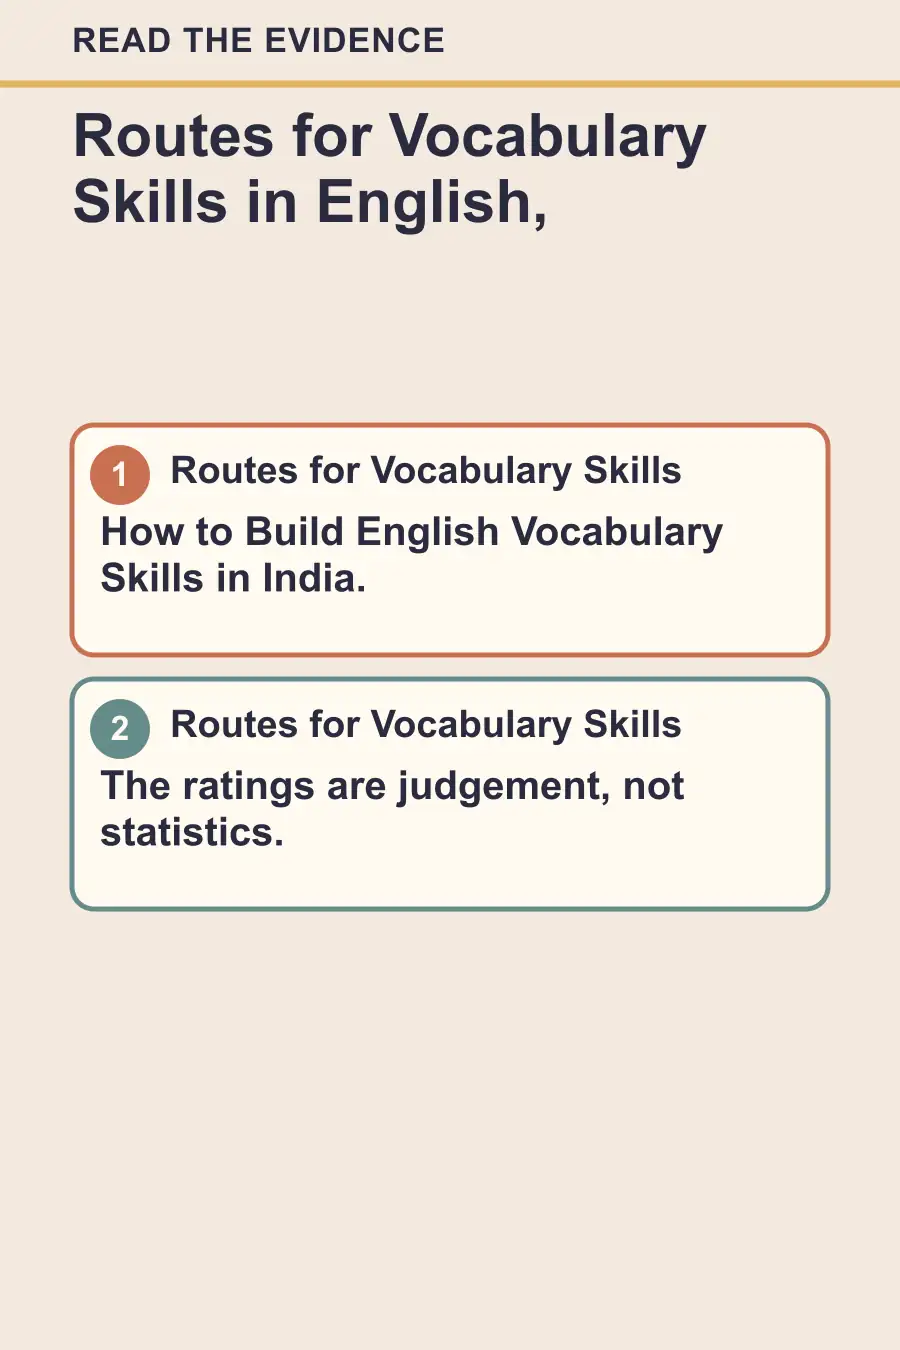 READ THE EVIDENCE
Routes for Vocabulary
Skills in English,
1 Routes for Vocabulary Skills
How to Build English Vocabulary
Skills in India.
2 Routes for Vocabulary Skills
The ratings are judgement, not
statistics.